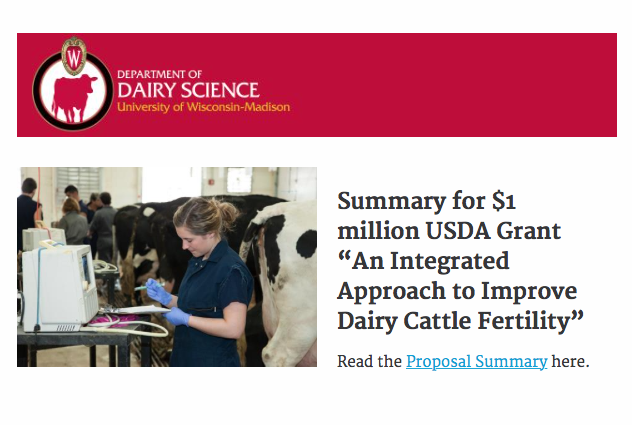 W
DEPARTMENT OF
DAIRY SCIENCE
University of Wisconsin-Madison
Summary for $1
million USDA Grant
“An Integrated
Approach to Improve
Dairy Cattle Fertility”
Read the Proposal Summary here.